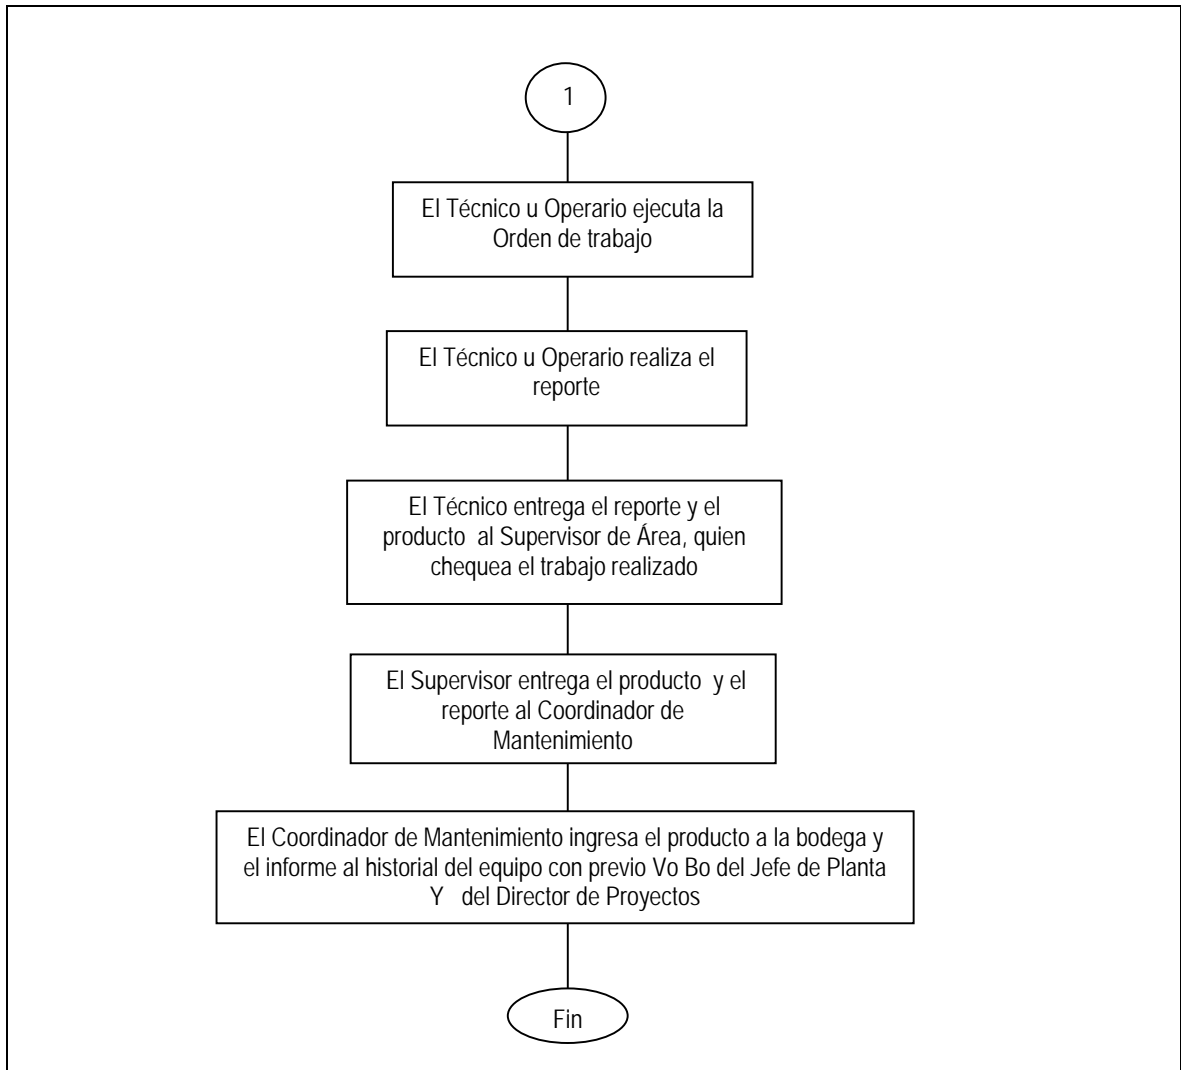 1
El Técnico u Operario ejecuta la
Orden de trabajo
El Técnico u Operario realiza el
reporte
El Técnico entrega el reporte y el
producto al Supervisor de Área, quien
chequea el trabajo realizado
El Supervisor entrega el producto y el
reporte al Coordinador de
Mantenimiento
El Coordinador de Mantenimiento ingresa el producto a la bodega y
el informe al historial del equipo con previo Vo Bo del Jefe de Planta
Y del Director de Proyectos
Fin